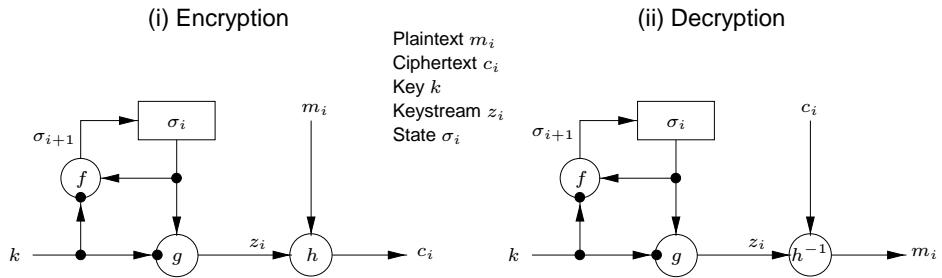 (i) Encryption
(ii) Decryption
Plaintext m_i
Ciphertext c_i
Key k
Keystream z_i
State σ_i
σ_i
m_i
σ_{i+1}
f
k
g
z_i
h
c_i
σ_i
c_i
σ_{i+1}
f
k
g
z_i
h^{-1}
m_i